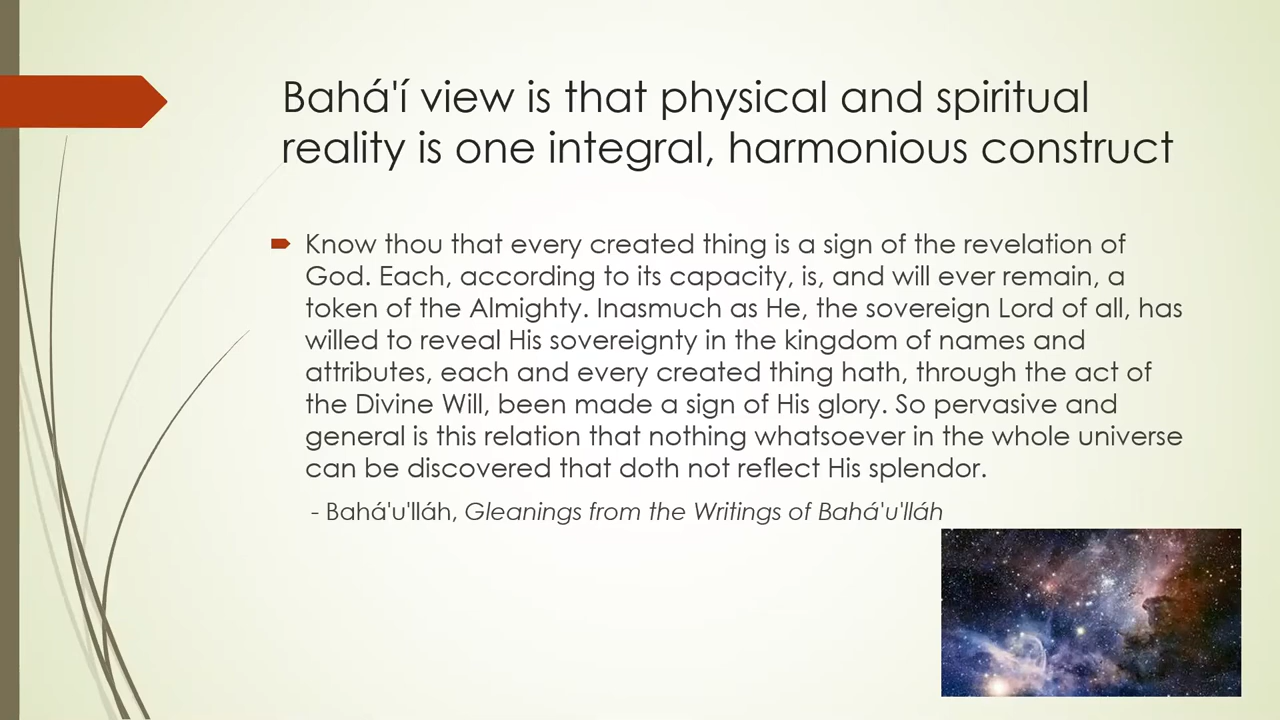 Bahá'í view is that physical and spiritual
reality is one integral, harmonious construct
Know thou that every created thing is a sign of the revelation of
God. Each, according to its capacity, is, and will ever remain, a
token of the Almighty. Inasmuch as He, the sovereign Lord of all, has
willed to reveal His sovereignty in the kingdom of names and
attributes, each and every created thing hath, through the act of
the Divine Will, been made a sign of His glory. So pervasive and
general is this relation that nothing whatsoever in the whole universe
can be discovered that doth not reflect His splendor.
- Bahá'u'lláh, Gleanings from the Writings of Bahá'u'lláh